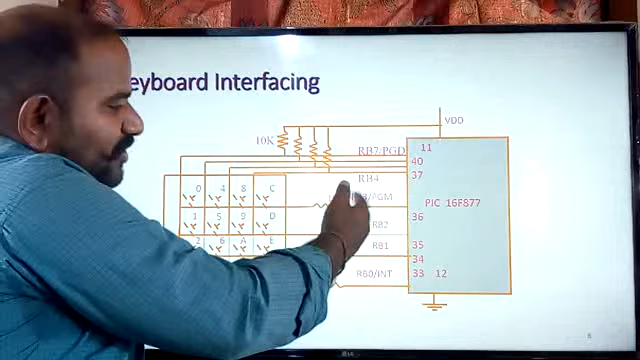 eyboard Interfacing
VDD
10K
RB7/PGD
11
40
RB4
37
0 4 8 C
/PGM
PIC 16F877
36
1 5 9 D
RB2
RB1
35
2 6 A E
34
RB0/INT
33 12